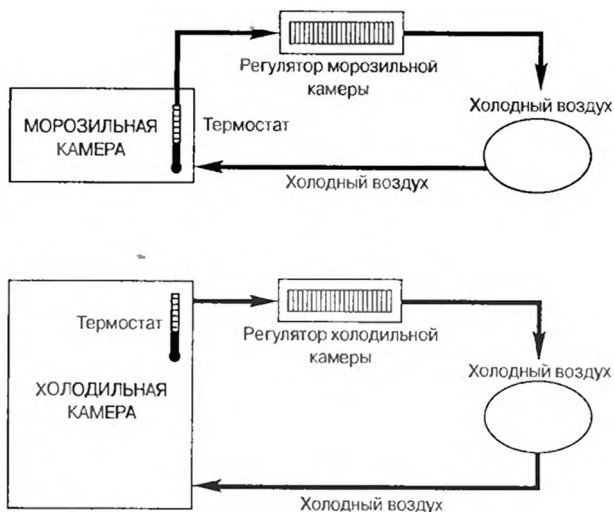 Регулятор морозильной
камеры
Холодный воздух
МОРОЗИЛЬНАЯ
КАМЕРА
Термостат
Холодный воздух
Термостат
Регулятор холодильной
камеры
Холодный воздух
ХОЛОДИЛЬНАЯ
КАМЕРА
Холодный воздух